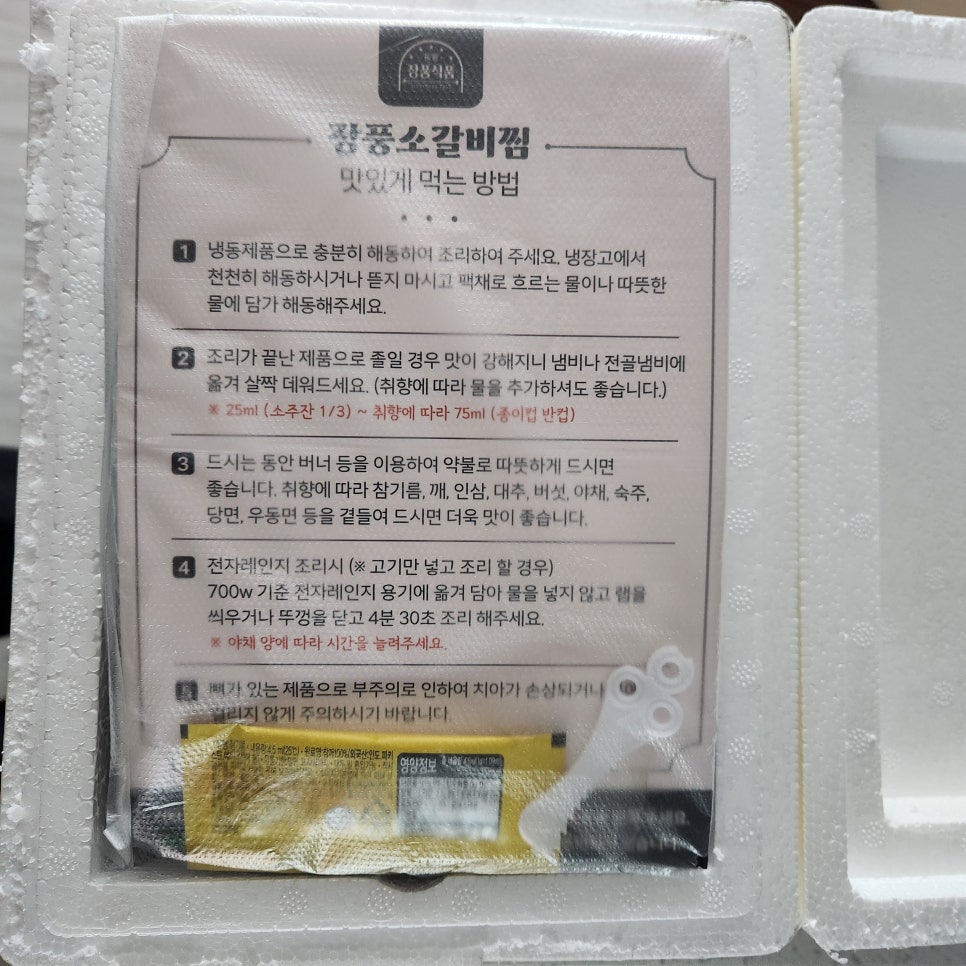 장풍식품
장풍소갈비찜
맛있게 먹는 방법
1 냉동제품으로 충분히 해동하여 조리하여 주세요. 냉장고에서
천천히 해동하시거나 뜯지 마시고 팩채로 흐르는 물이나 따뜻한
물에 담가 해동해주세요.
2 조리가 끝난 제품으로 졸일 경우 맛이 강해지니 냄비나 전골냄비에
옮겨 살짝 데워드세요. (취향에 따라 물을 추가하셔도 좋습니다.)
※ 25ml (소주잔 1/3) ~ 취향에 따라 75ml (종이컵 반컵)
3 드시는 동안 버너 등을 이용하여 약불로 따뜻하게 드시면
좋습니다. 취향에 따라 참기름, 깨, 인삼, 대추, 버섯, 야채, 숙주,
당면, 우동면 등을 곁들여 드시면 더욱 맛이 좋습니다.
4 전자레인지 조리시 (※ 고기만 넣고 조리 할 경우)
700w 기준 전자레인지 용기에 옮겨 담아 물을 넣지 않고 랩을
씌우거나 뚜껑을 닫고 4분 30초 조리 해주세요.
※ 야채 양에 따라 시간을 늘려주세요.
5 뼈가 있는 제품으로 부주의로 인하여 치아가 손상되거나
걸리지 않게 주의하시기 바랍니다.
영양정보